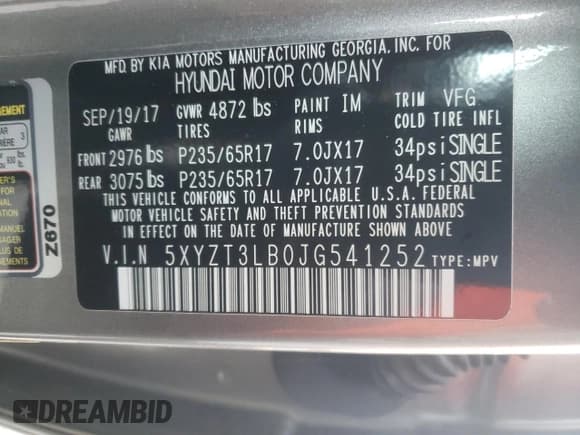 MFD. BY KIA MOTORS MANUFACTURING GEORGIA, INC. FOR
HYUNDAI MOTOR COMPANY
SEP/19/17 GVWR 4872 lbs PAINT IM TRIM VFG
GAWR TIRES RIMS COLD TIRE INFL
FRONT 2976 lbs P235/65R17 7.0JX17 34psi SINGLE
REAR 3075 lbs P235/65R17 7.0JX17 34psi SINGLE
THIS VEHICLE CONFORMS TO ALL APPLICABLE U.S.A. FEDERAL
MOTOR VEHICLE SAFETY AND THEFT PREVENTION STANDARDS
IN EFFECT ON THE DATE OF MANUFACTURE SHOWN ABOVE.
V.I.N 5XYZT3LB0JG541252 TYPE: MPV
Z670
DREAMBID